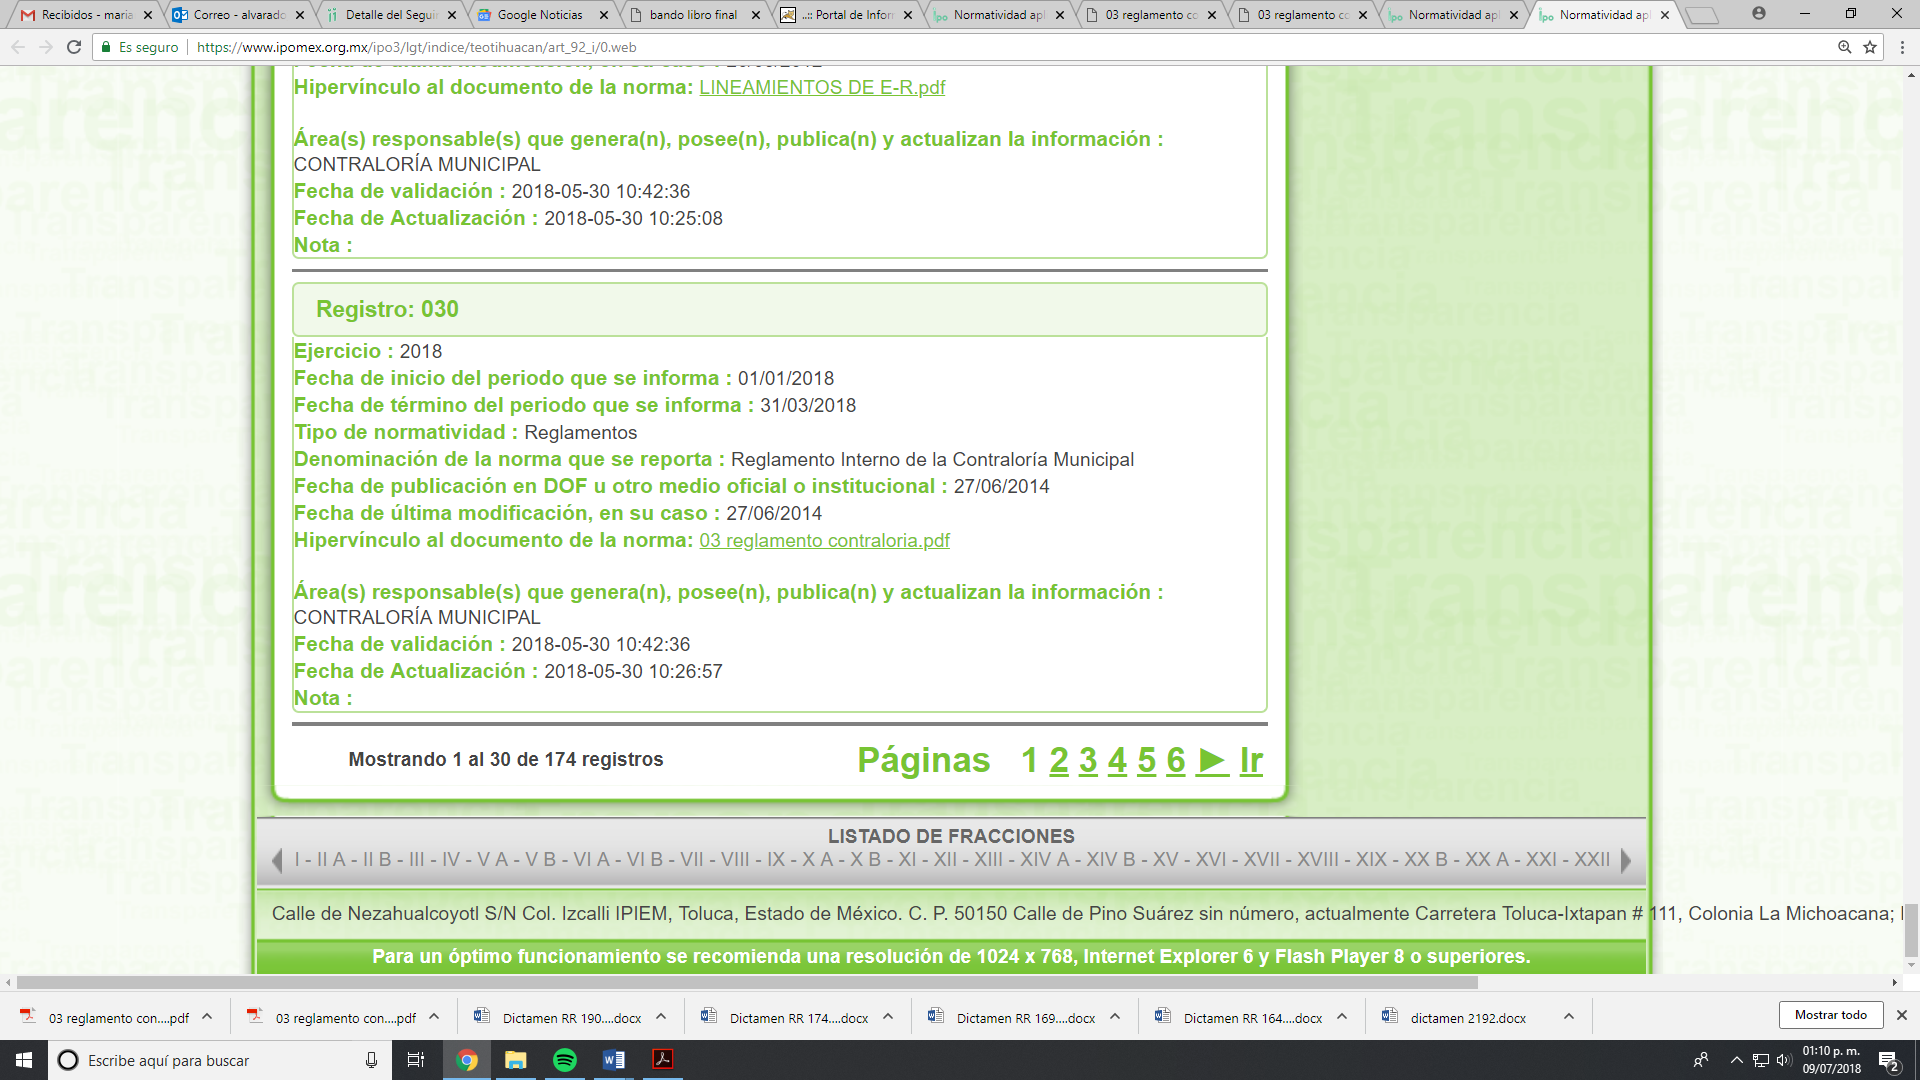 Recibidos - maria
Correo - alvarado
Detalle del Seguir
Google Noticias
bando libro final
..:: Portal de Inforr
Normatividad apl
03 reglamento co
03 reglamento co
Normatividad apl
Normatividad apl
Es seguro
https://www.ipomex.org.mx/ipo3/lgt/indice/teotihuacan/art_92_i/0.web
Hipervínculo al documento de la norma: LINEAMIENTOS DE E-R.pdf
Área(s) responsable(s) que genera(n), posee(n), publica(n) y actualizan la información :
CONTRALORÍA MUNICIPAL
Fecha de validación : 2018-05-30 10:42:36
Fecha de Actualización : 2018-05-30 10:25:08
Nota :
Registro: 030
Ejercicio : 2018
Fecha de inicio del periodo que se informa : 01/01/2018
Fecha de término del periodo que se informa : 31/03/2018
Tipo de normatividad : Reglamentos
Denominación de la norma que se reporta : Reglamento Interno de la Contraloría Municipal
Fecha de publicación en DOF u otro medio oficial o institucional : 27/06/2014
Fecha de última modificación, en su caso : 27/06/2014
Hipervínculo al documento de la norma: 03 reglamento contraloria.pdf
Área(s) responsable(s) que genera(n), posee(n), publica(n) y actualizan la información :
CONTRALORÍA MUNICIPAL
Fecha de validación : 2018-05-30 10:42:36
Fecha de Actualización : 2018-05-30 10:26:57
Nota :
Mostrando 1 al 30 de 174 registros
Páginas 1 2 3 4 5 6 ► Ir
LISTADO DE FRACCIONES
I - II A - II B - III - IV - V A - V B - VI A - VI B - VII - VIII - IX - X A - X B - XI - XII - XIII - XIV A - XIV B - XV - XVI - XVII - XVIII - XIX - XX B - XX A - XXI - XXII
Calle de Nezahualcoyotl S/N Col. Izcalli IPIEM, Toluca, Estado de México. C. P. 50150 Calle de Pino Suárez sin número, actualmente Carretera Toluca-Ixtapan # 111, Colonia La Michoacana;
Para un óptimo funcionamiento se recomienda una resolución de 1024 x 768, Internet Explorer 6 y Flash Player 8 o superiores.
03 reglamento con....pdf
03 reglamento con....pdf
Dictamen RR 190....docx
Dictamen RR 174....docx
Dictamen RR 169....docx
Dictamen RR 164....docx
dictamen 2192.docx
Mostrar todo
Escribe aquí para buscar
01:10 p. m.
09/07/2018
2